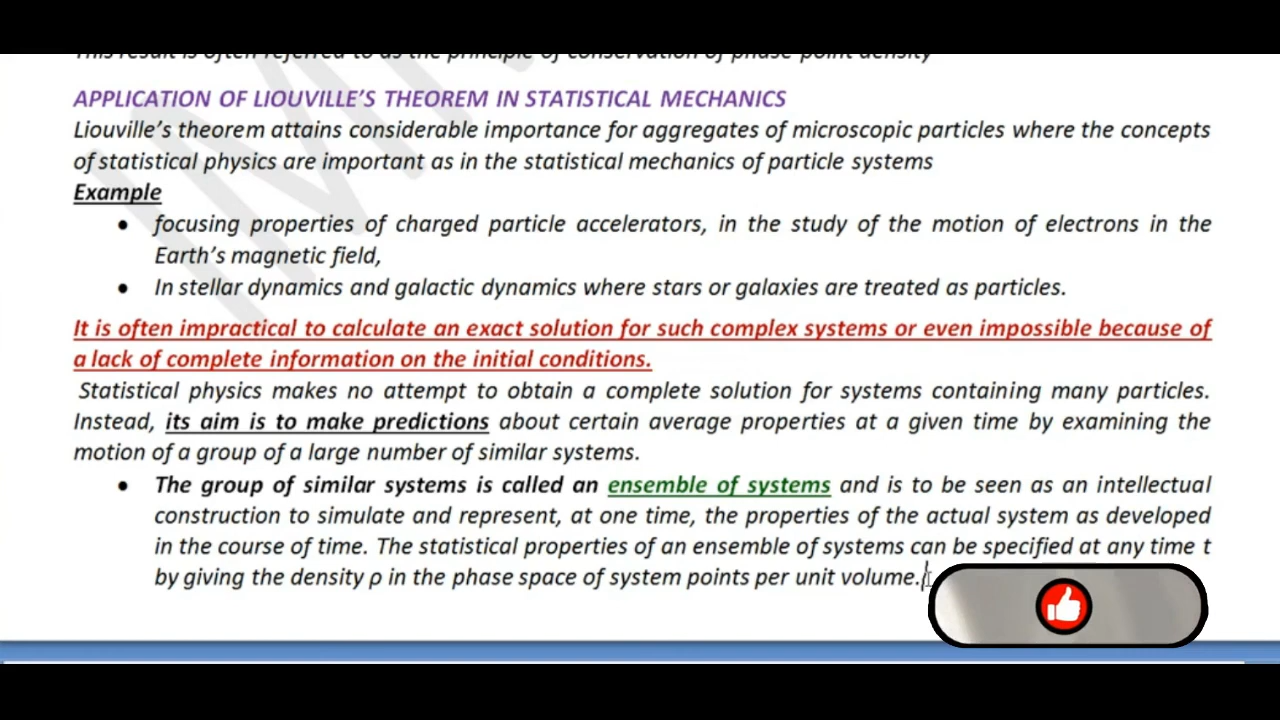 This result is often referred to as the principle of conservation of phase-point density
APPLICATION OF LIOUVILLE'S THEOREM IN STATISTICAL MECHANICS
Liouville's theorem attains considerable importance for aggregates of microscopic particles where the concepts
of statistical physics are important as in the statistical mechanics of particle systems
Example
• focusing properties of charged particle accelerators, in the study of the motion of electrons in the
Earth's magnetic field,
• In stellar dynamics and galactic dynamics where stars or galaxies are treated as particles.
It is often impractical to calculate an exact solution for such complex systems or even impossible because of
a lack of complete information on the initial conditions.
Statistical physics makes no attempt to obtain a complete solution for systems containing many particles.
Instead, its aim is to make predictions about certain average properties at a given time by examining the
motion of a group of a large number of similar systems.
• The group of similar systems is called an ensemble of systems and is to be seen as an intellectual
construction to simulate and represent, at one time, the properties of the actual system as developed
in the course of time. The statistical properties of an ensemble of systems can be specified at any time t
by giving the density ρ in the phase space of system points per unit volume.